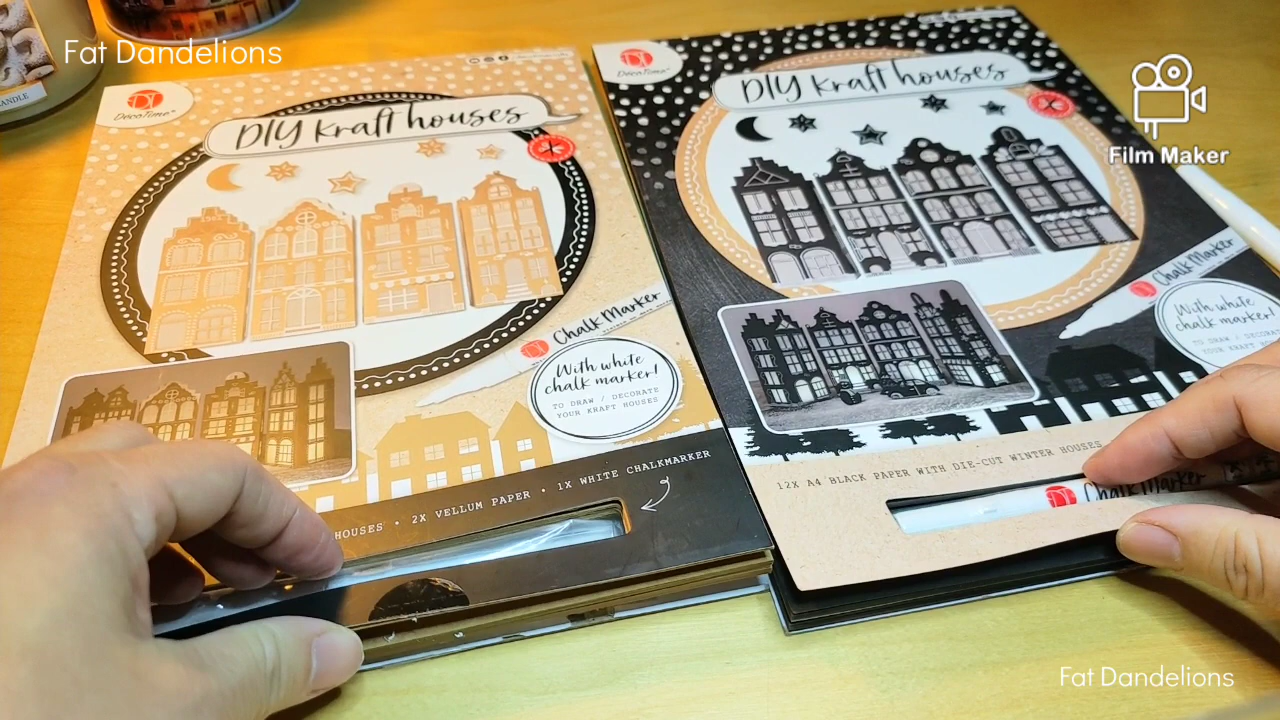 Fat Dandelions
CANDLE
DecoTime
DIY Kraft houses
Chalk Marker
With white
chalk marker!
TO DRAW / DECORATE
YOUR KRAFT HOUSES
HOUSES • 2X VELLUM PAPER • 1X WHITE CHALKMARKER
DecoTime
DIY Kraft houses
Chalk Marker
With white
chalk marker!
TO DRAW / DECORATE
YOUR KRAFT
12X A4 BLACK PAPER WITH DIE-CUT WINTER HOUSES
Chalk Marker
Film Maker
Fat Dandelions